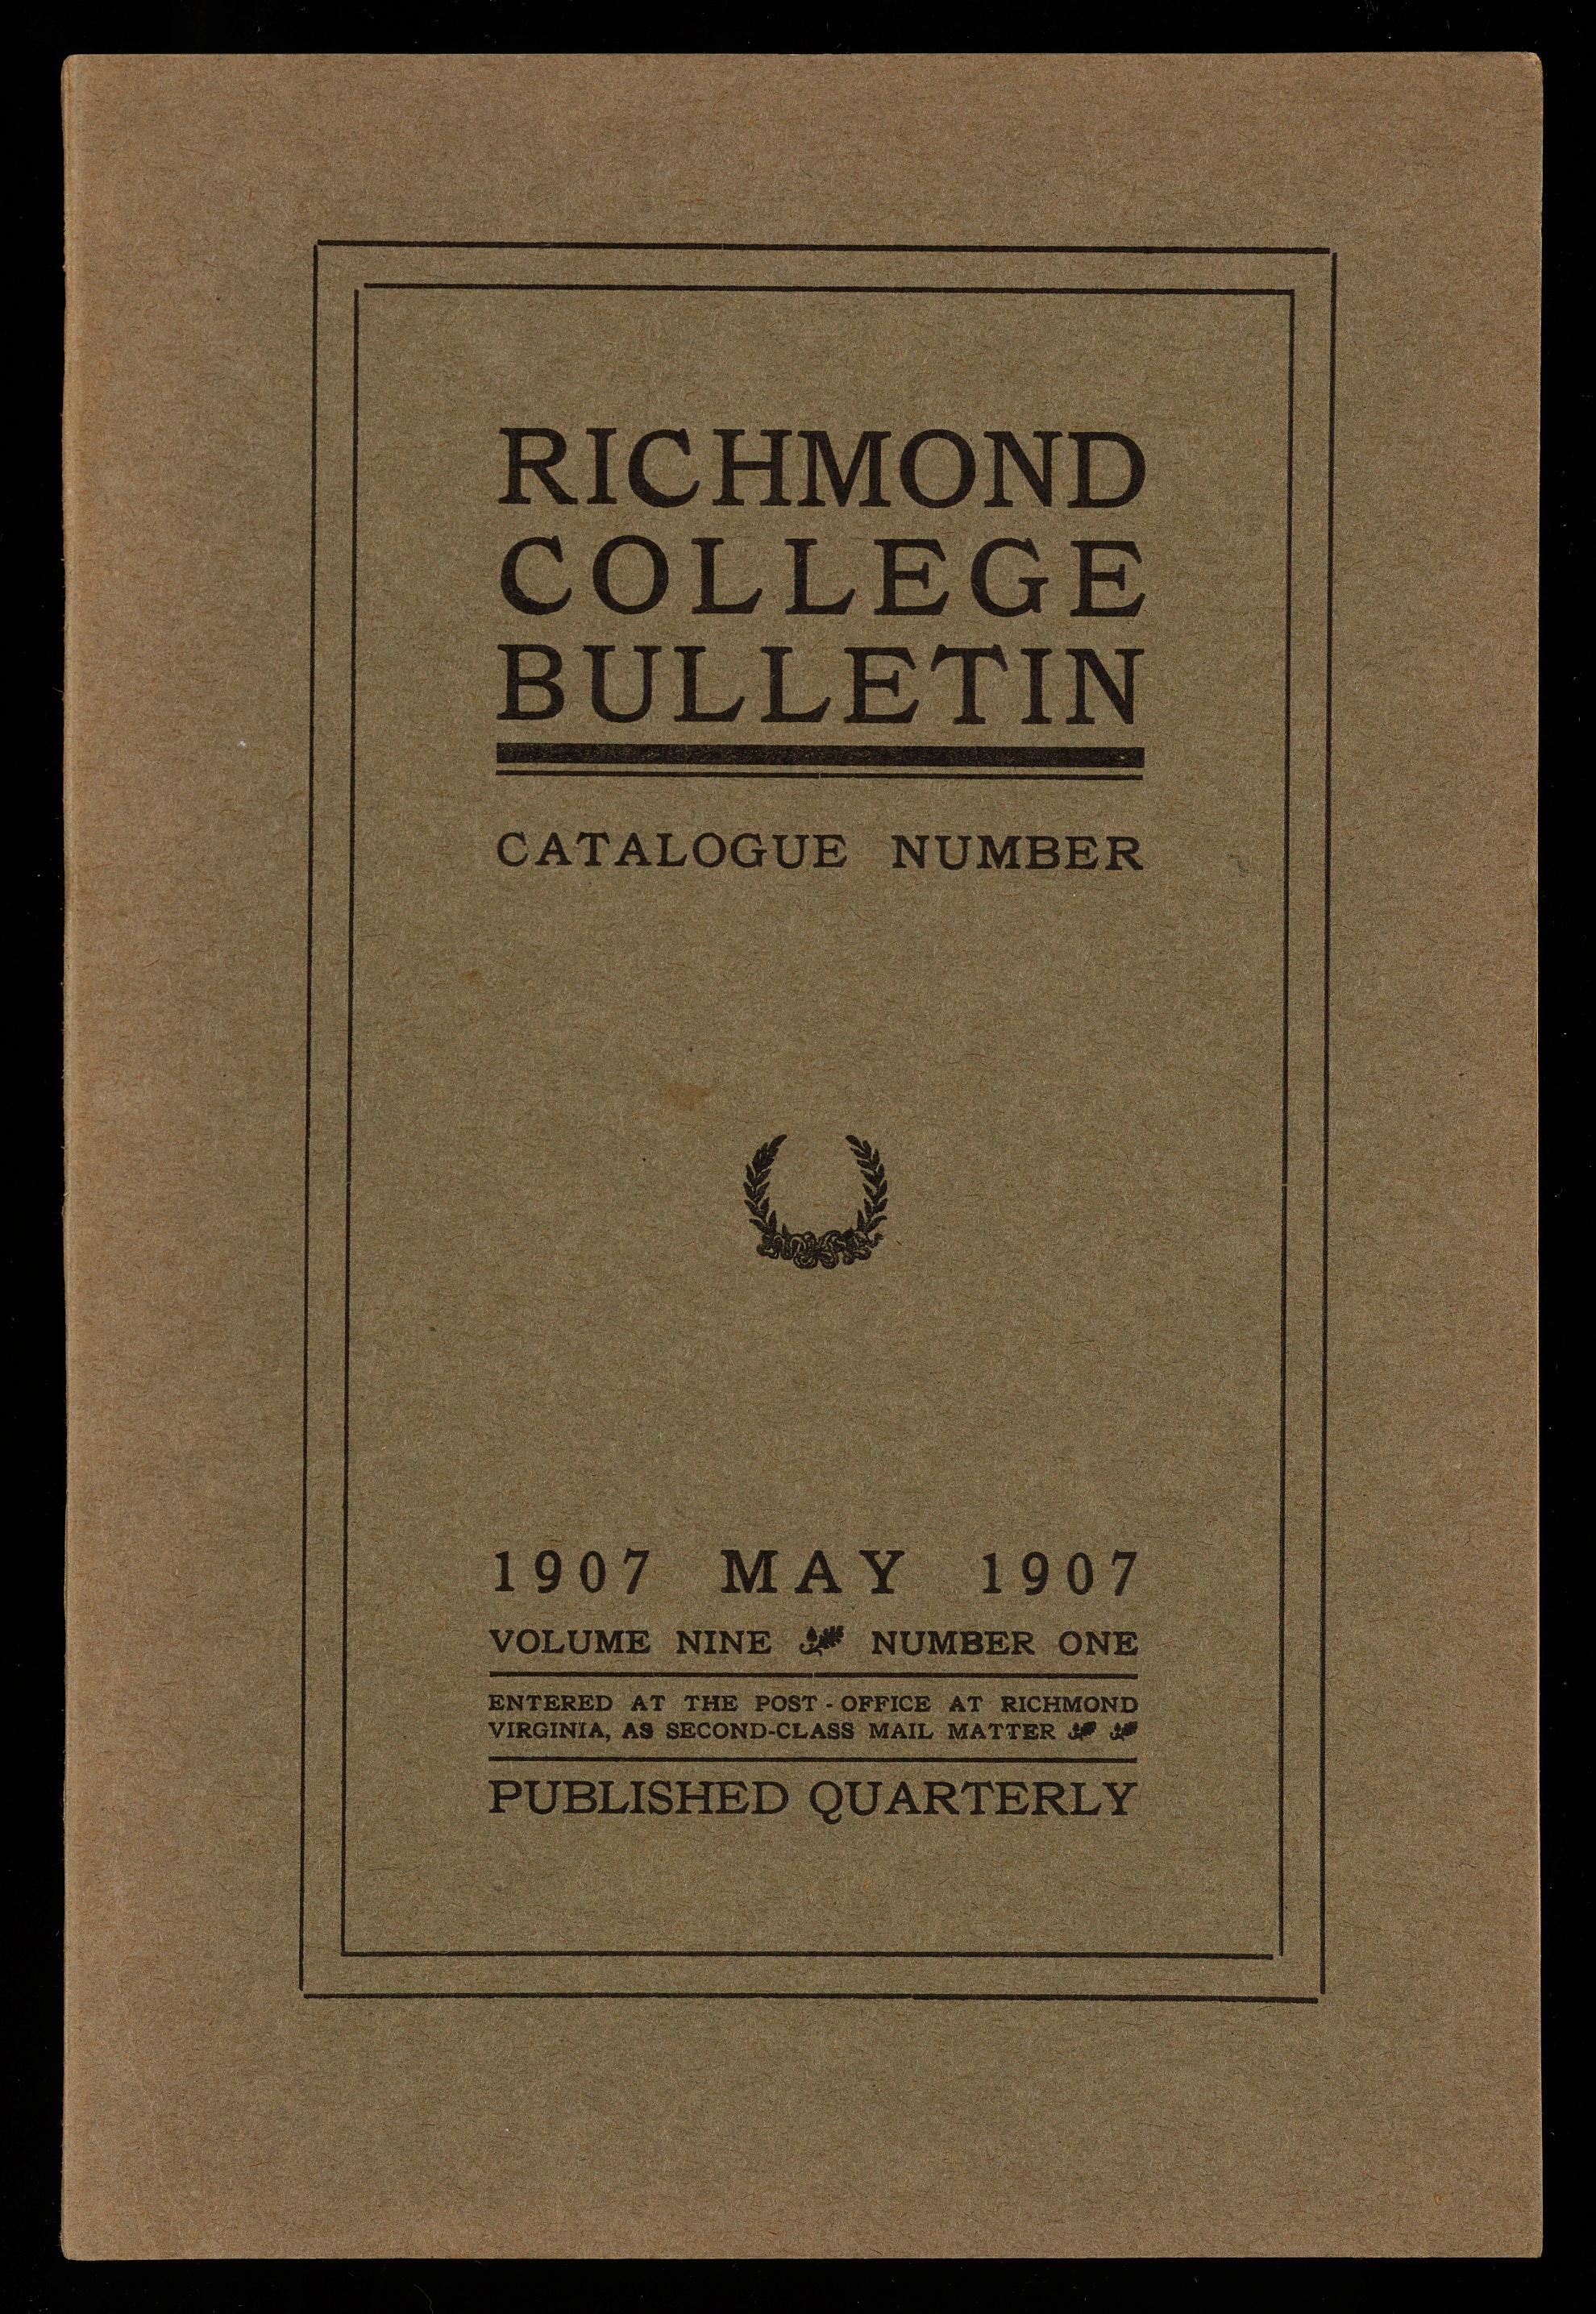 RICHMOND
COLLEGE
BULLETIN
CATALOGUE NUMBER
1907 MAY 1907
VOLUME NINE NUMBER ONE
ENTERED AT THE POST-OFFICE AT RICHMOND
VIRGINIA, AS SECOND-CLASS MAIL MATTER
PUBLISHED QUARTERLY